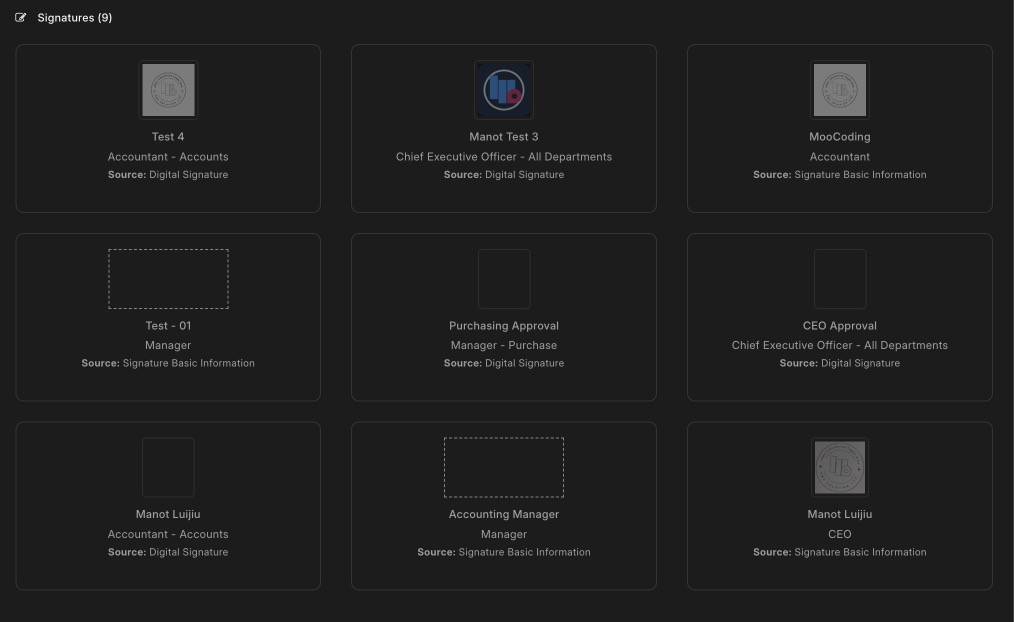 Signatures (9)
Test 4
Accountant - Accounts
Source: Digital Signature
Manot Test 3
Chief Executive Officer - All Departments
Source: Digital Signature
MooCoding
Accountant
Source: Signature Basic Information
Test - 01
Manager
Source: Signature Basic Information
Purchasing Approval
Manager - Purchase
Source: Digital Signature
CEO Approval
Chief Executive Officer - All Departments
Source: Digital Signature
Manot Luijiu
Accountant - Accounts
Source: Digital Signature
Accounting Manager
Manager
Source: Signature Basic Information
Manot Luijiu
CEO
Source: Signature Basic Information